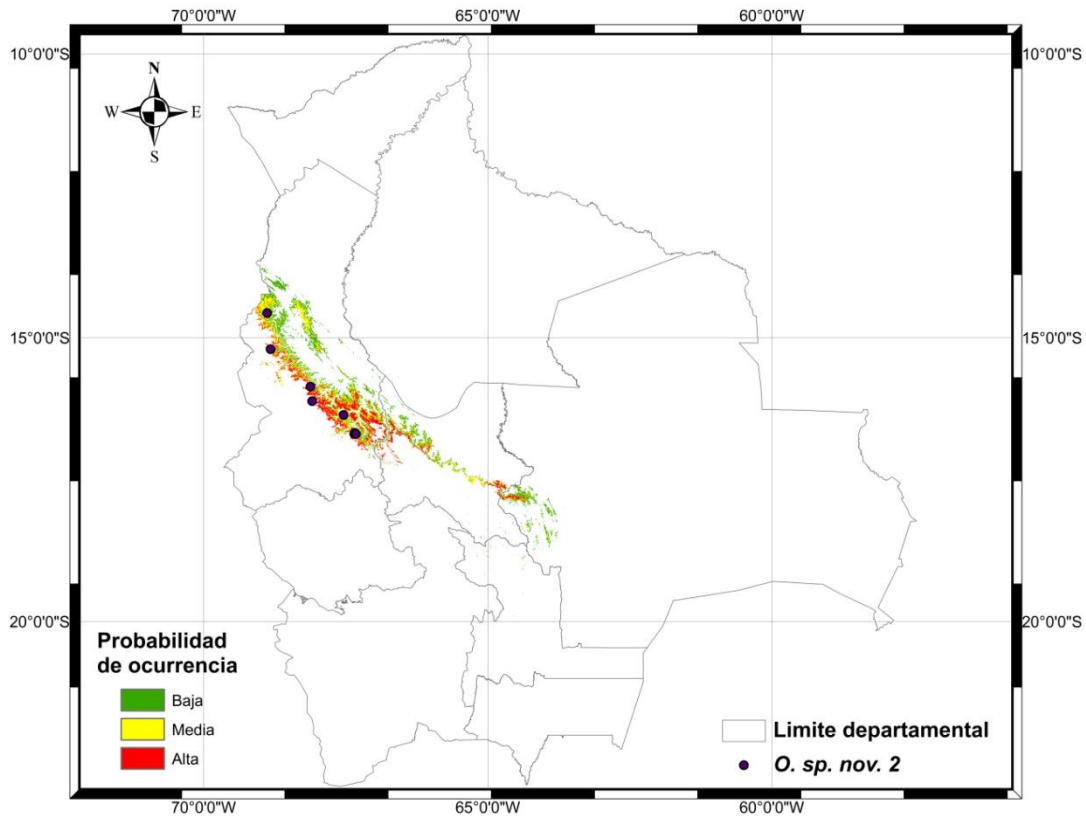 70°0'0"W 65°0'0"W 60°0'0"W
10°0'0"S 10°0'0"S
N
W E
S
15°0'0"S 15°0'0"S
20°0'0"S 20°0'0"S
Probabilidad
de ocurrencia
Baja
Media
Alta
Limite departamental
O. sp. nov. 2
70°0'0"W 65°0'0"W 60°0'0"W